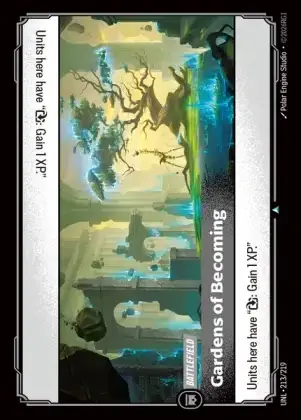 Units here have ": Gain 1 XP."
BATTLEFIELD
Gardens of Becoming
Units here have ": Gain 1 XP."
UNL • 213/219
Polar Engine Studio • ©2026RGI